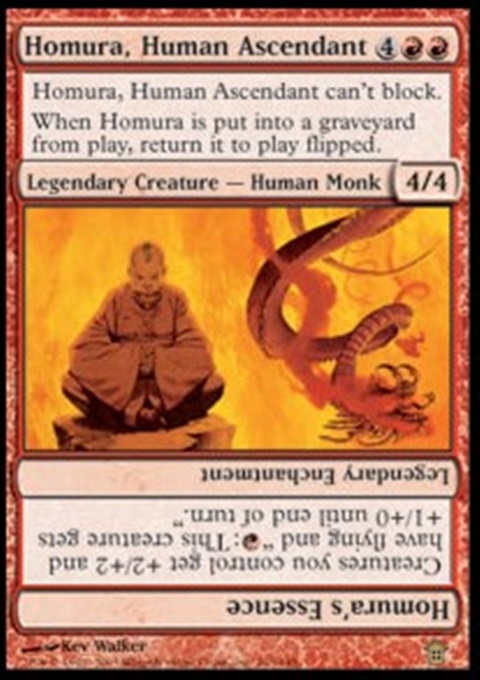 Homura, Human Ascendant 4
Homura, Human Ascendant can't block.
When Homura is put into a graveyard
from play, return it to play flipped.
Legendary Creature — Human Monk 4/4
Homura's Essence
Creatures you control get +2/+2 and
have flying and " : This creature gets
+1/+0 until end of turn."
Legendary Enchantment
Kev Walker